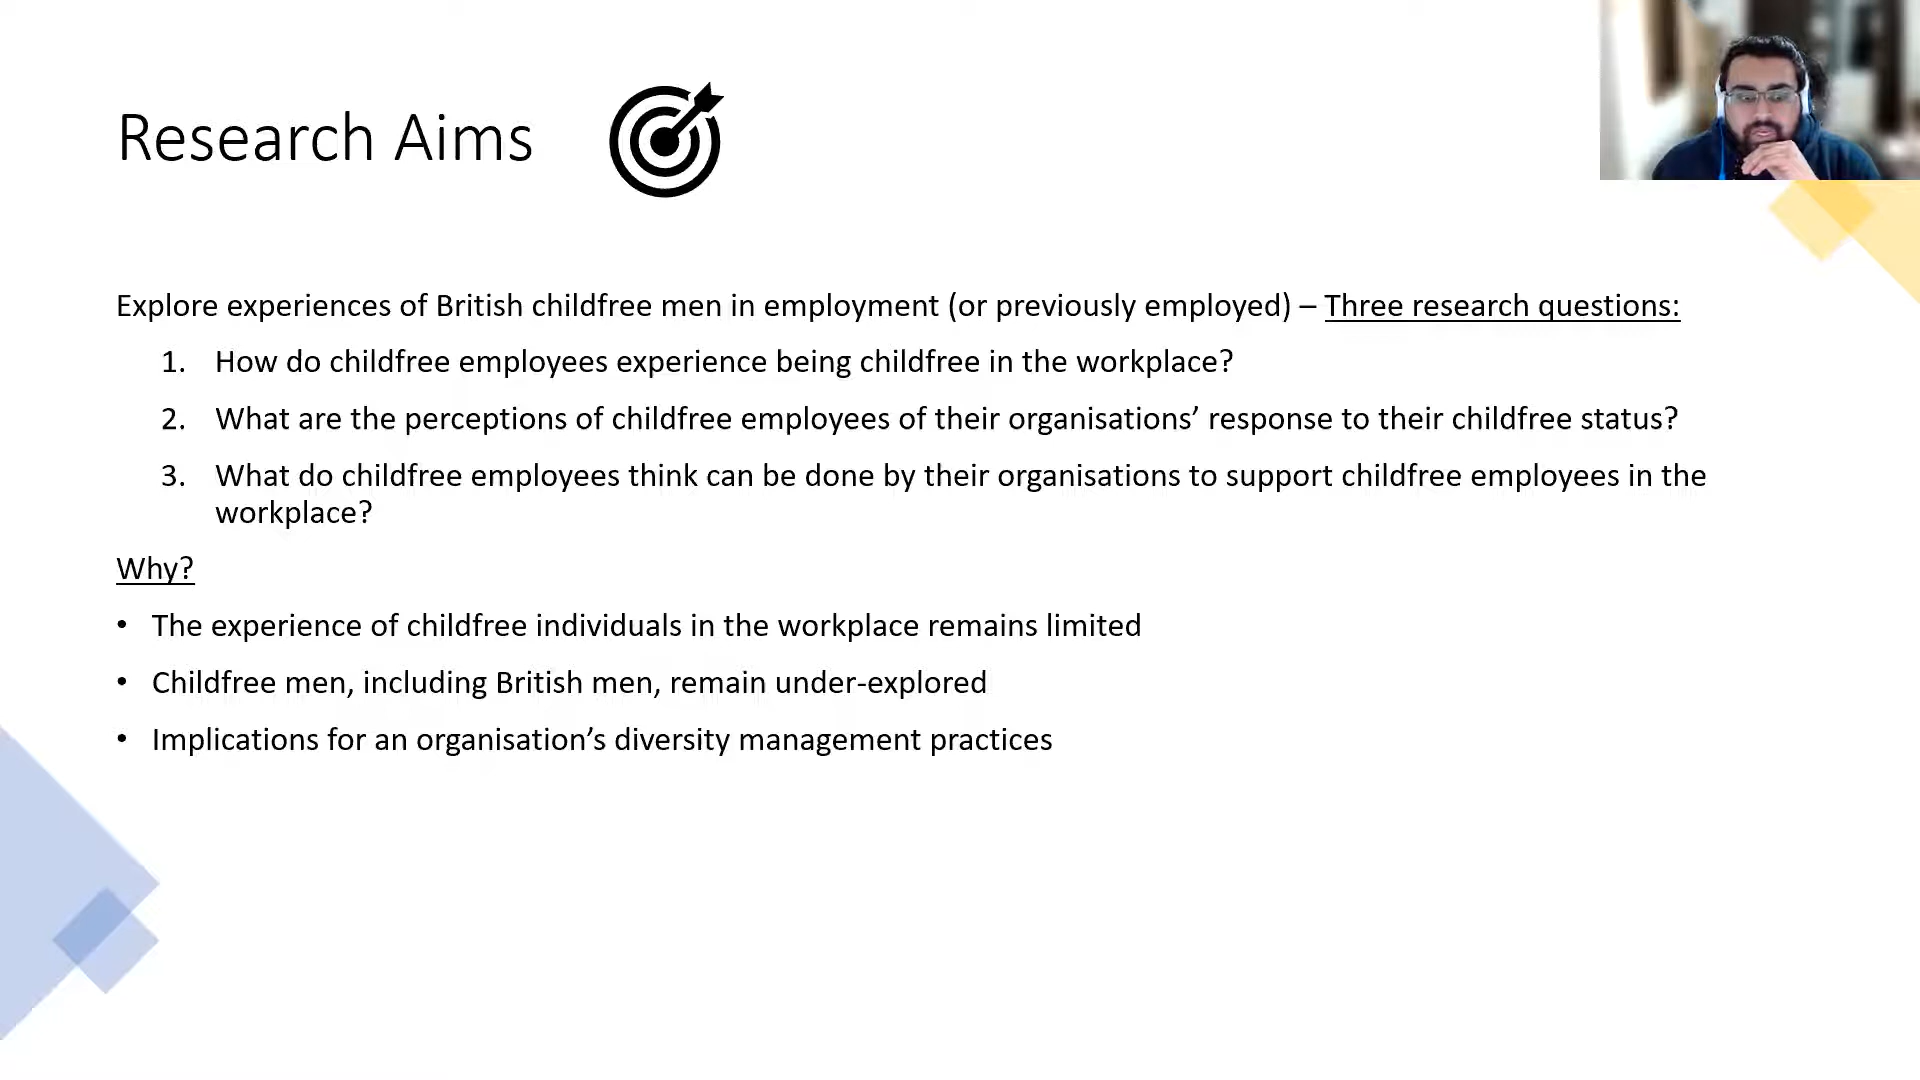 Research Aims
Explore experiences of British childfree men in employment (or previously employed) – Three research questions:
1. How do childfree employees experience being childfree in the workplace?
2. What are the perceptions of childfree employees of their organisations’ response to their childfree status?
3. What do childfree employees think can be done by their organisations to support childfree employees in the
workplace?
Why?
• The experience of childfree individuals in the workplace remains limited
• Childfree men, including British men, remain under-explored
• Implications for an organisation’s diversity management practices